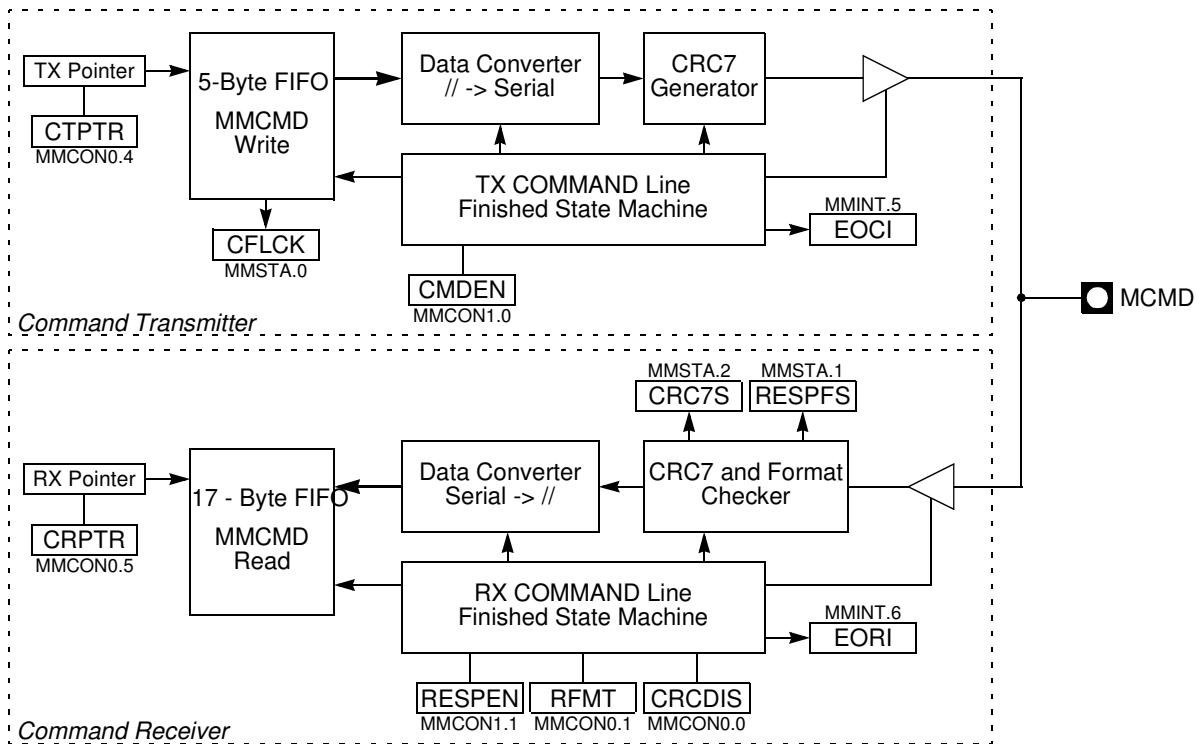 TX Pointer
CTPTR
MMCON0.4
5-Byte FIFO
MMCMD
Write
CFLCK
MMSTA.0
Data Converter
// -> Serial
CRC7
Generator
TX COMMAND Line
Finished State Machine
CMDEN
MMCON1.0
MMINT.5
EOCI
Command Transmitter
MCMD
MMSTA.2
CRC7S
MMSTA.1
RESPFS
RX Pointer
CRPTR
MMCON0.5
17 - Byte FIFO
MMCMD
Read
Data Converter
Serial -> //
CRC7 and Format
Checker
RX COMMAND Line
Finished State Machine
MMINT.6
EORI
RESPEN
MMCON1.1
RFMT
MMCON0.1
CRCDIS
MMCON0.0
Command Receiver